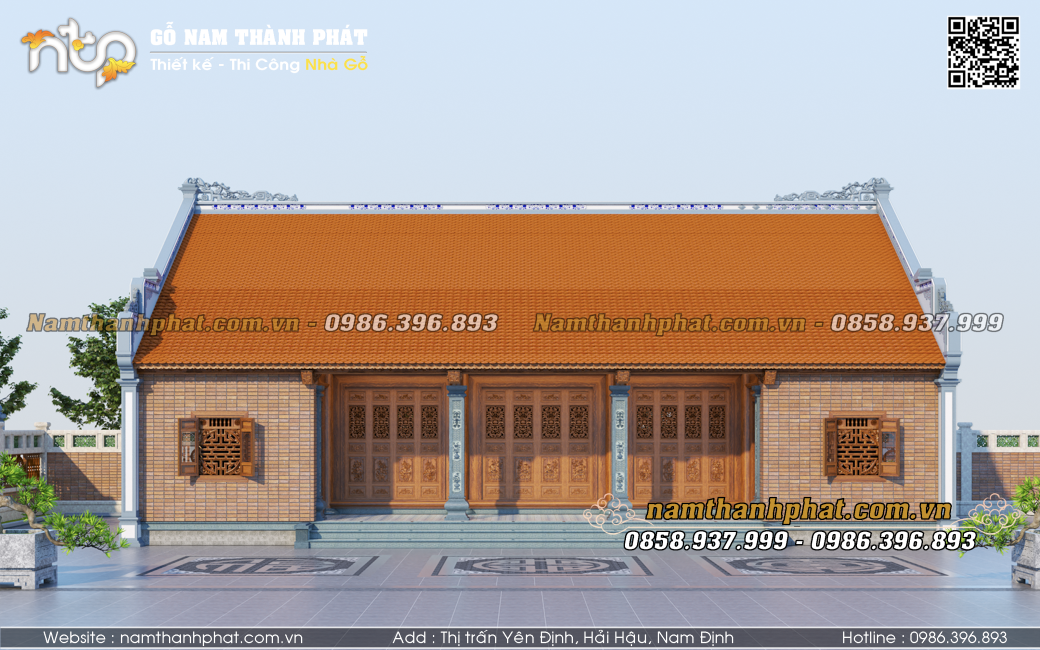 ntp
GỖ NAM THÀNH PHÁT
Thiết kế - Thi Công Nhà Gỗ
Namthanhphat.com.vn - 0986.396.893
Namthanhphat.com.vn - 0858.937.999
namthanhphat.com.vn
0858.937.999 - 0986.396.893
Website : namthanhphat.com.vn
Add : Thị trấn Yên Định, Hải Hậu, Nam Định
Hotline : 0986.396.893